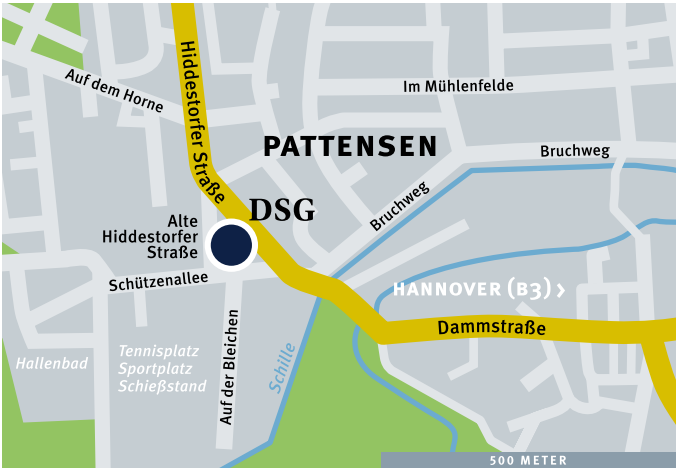 Auf dem Horne
Hiddestorfer Straße
Im Mühlenfelde
PATTENSEN
Bruchweg
Bruchweg
DSG
Alte
Hiddestorfer
Straße
Schützenallee
HANNOVER (B3) >
Dammstraße
Hallenbad
Tennisplatz
Sportplatz
Schießstand
Auf der Bleichen
Schille
500 METER